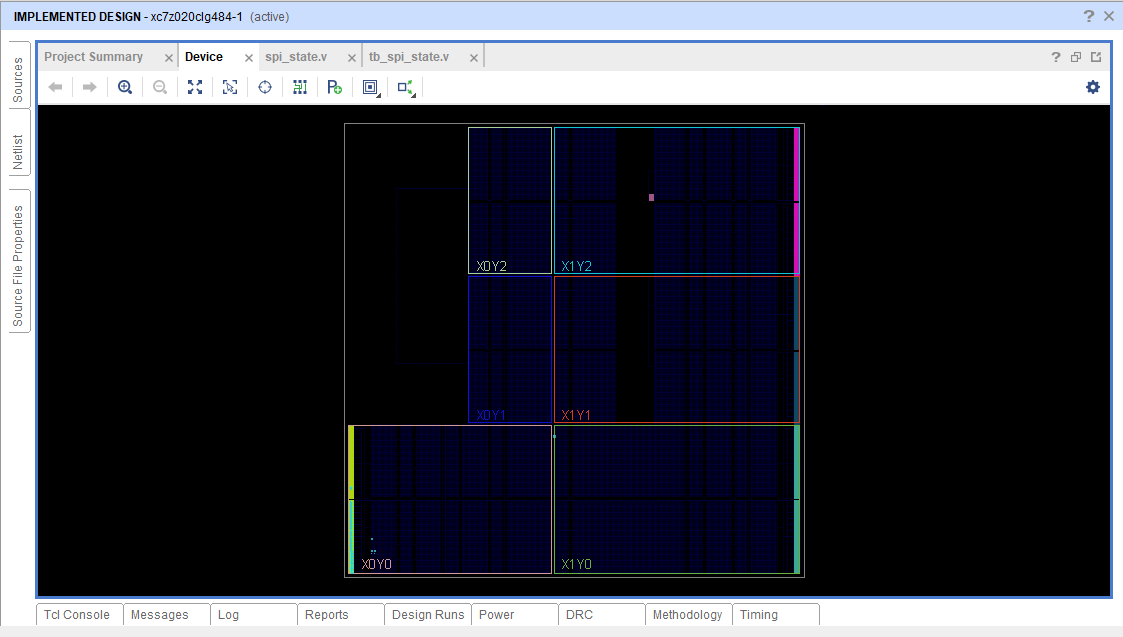 IMPLEMENTED DESIGN - xc7z020clg484-1 (active)
Sources
Netlist
Source File Properties
Project Summary
Device
spi_state.v
tb_spi_state.v
X0Y2
X1Y2
X0Y1
X1Y1
X0Y0
X1Y0
Tcl Console
Messages
Log
Reports
Design Runs
Power
DRC
Methodology
Timing